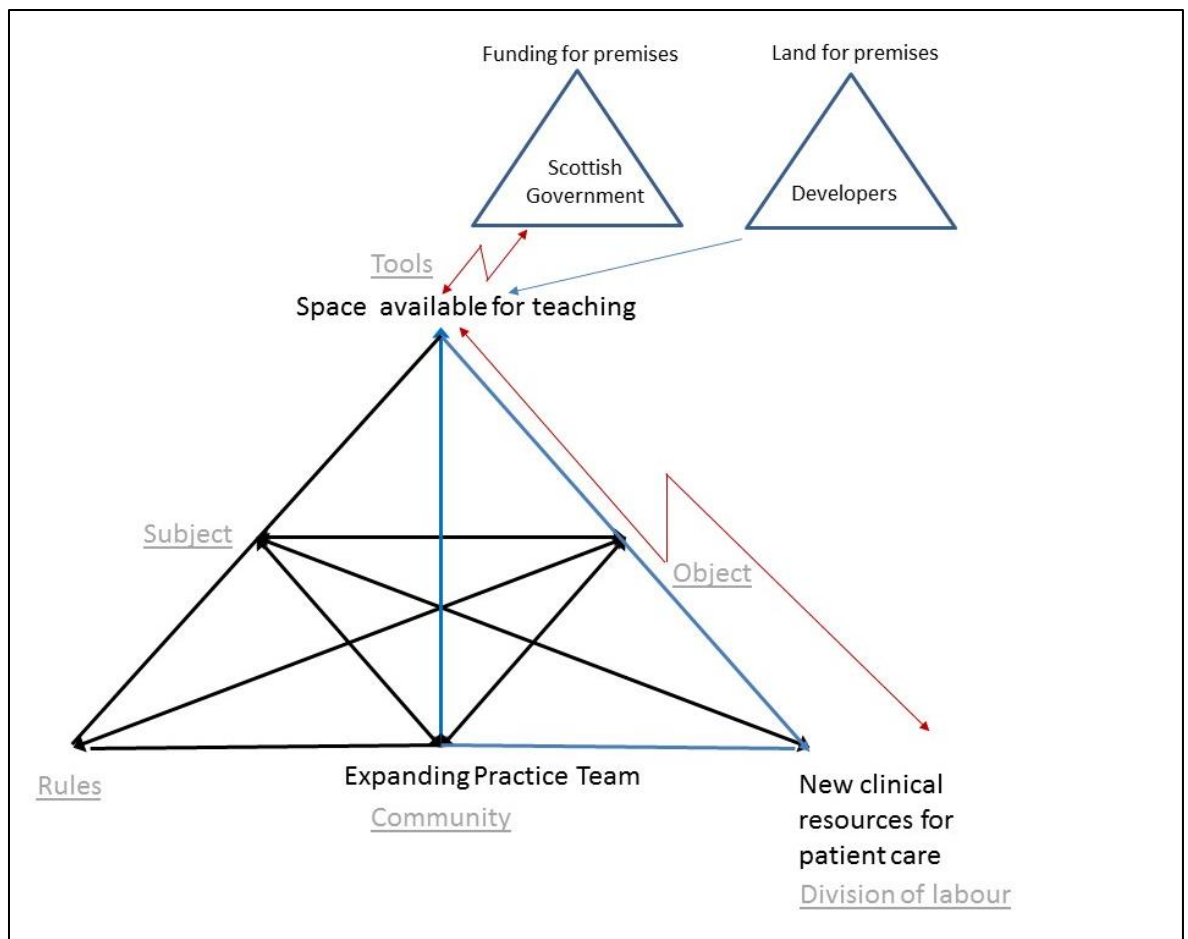 Funding for premises
Land for premises
Scottish
Government
Developers
Tools
Space available for teaching
Subject
Object
Rules
Expanding Practice Team
Community
New clinical
resources for
patient care
Division of labour